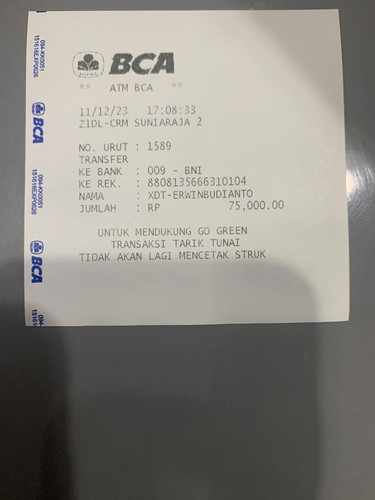 BCA
** ATM BCA **
11/12/23 17:08:33
Z1DL-CRM SUNIARAJA 2
NO. URUT : 1589
TRANSFER
KE BANK : 009 - BNI
KE REK. : 8808135666310104
NAMA : XDT-ERWINBUDIANTO
JUMLAH : RP 75,000.00
UNTUK MENDUKUNG GO GREEN
TRANSAKSI TARIK TUNAI
TIDAK AKAN LAGI MENCETAK STRUK
BCA
BCA